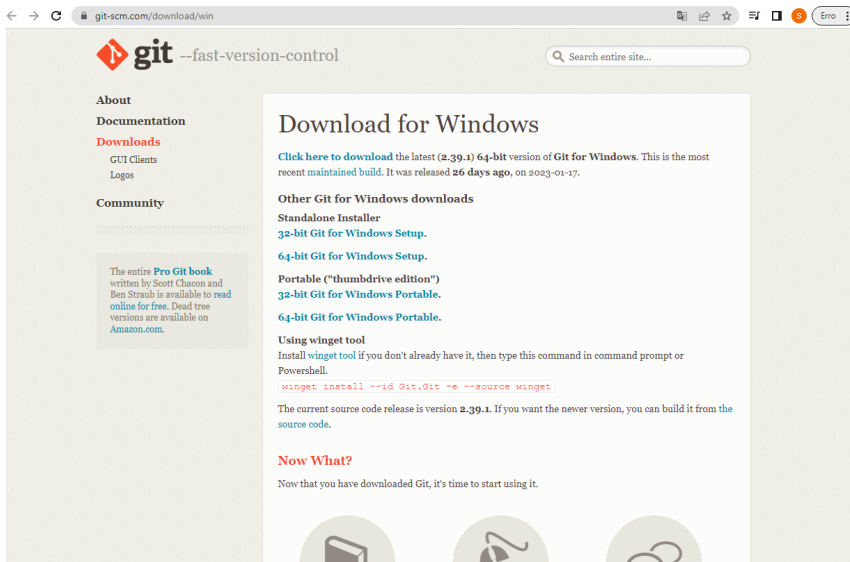 git-scm.com/download/win
S
Erro
git --fast-version-control
Search entire site...
About
Documentation
Downloads
GUI Clients
Logos
Community
The entire Pro Git book
written by Scott Chacon and
Ben Straub is available to read
online for free. Dead tree
versions are available on
Amazon.com.
Download for Windows
Click here to download the latest (2.39.1) 64-bit version of Git for Windows. This is the most
recent maintained build. It was released 26 days ago, on 2023-01-17.
Other Git for Windows downloads
Standalone Installer
32-bit Git for Windows Setup.
64-bit Git for Windows Setup.
Portable ("thumbdrive edition")
32-bit Git for Windows Portable.
64-bit Git for Windows Portable.
Using winget tool
Install winget tool if you don't already have it, then type this command in command prompt or
Powershell.
winget install --id Git.Git -e --source winget
The current source code release is version 2.39.1. If you want the newer version, you can build it from the
source code.
Now What?
Now that you have downloaded Git, it's time to start using it.